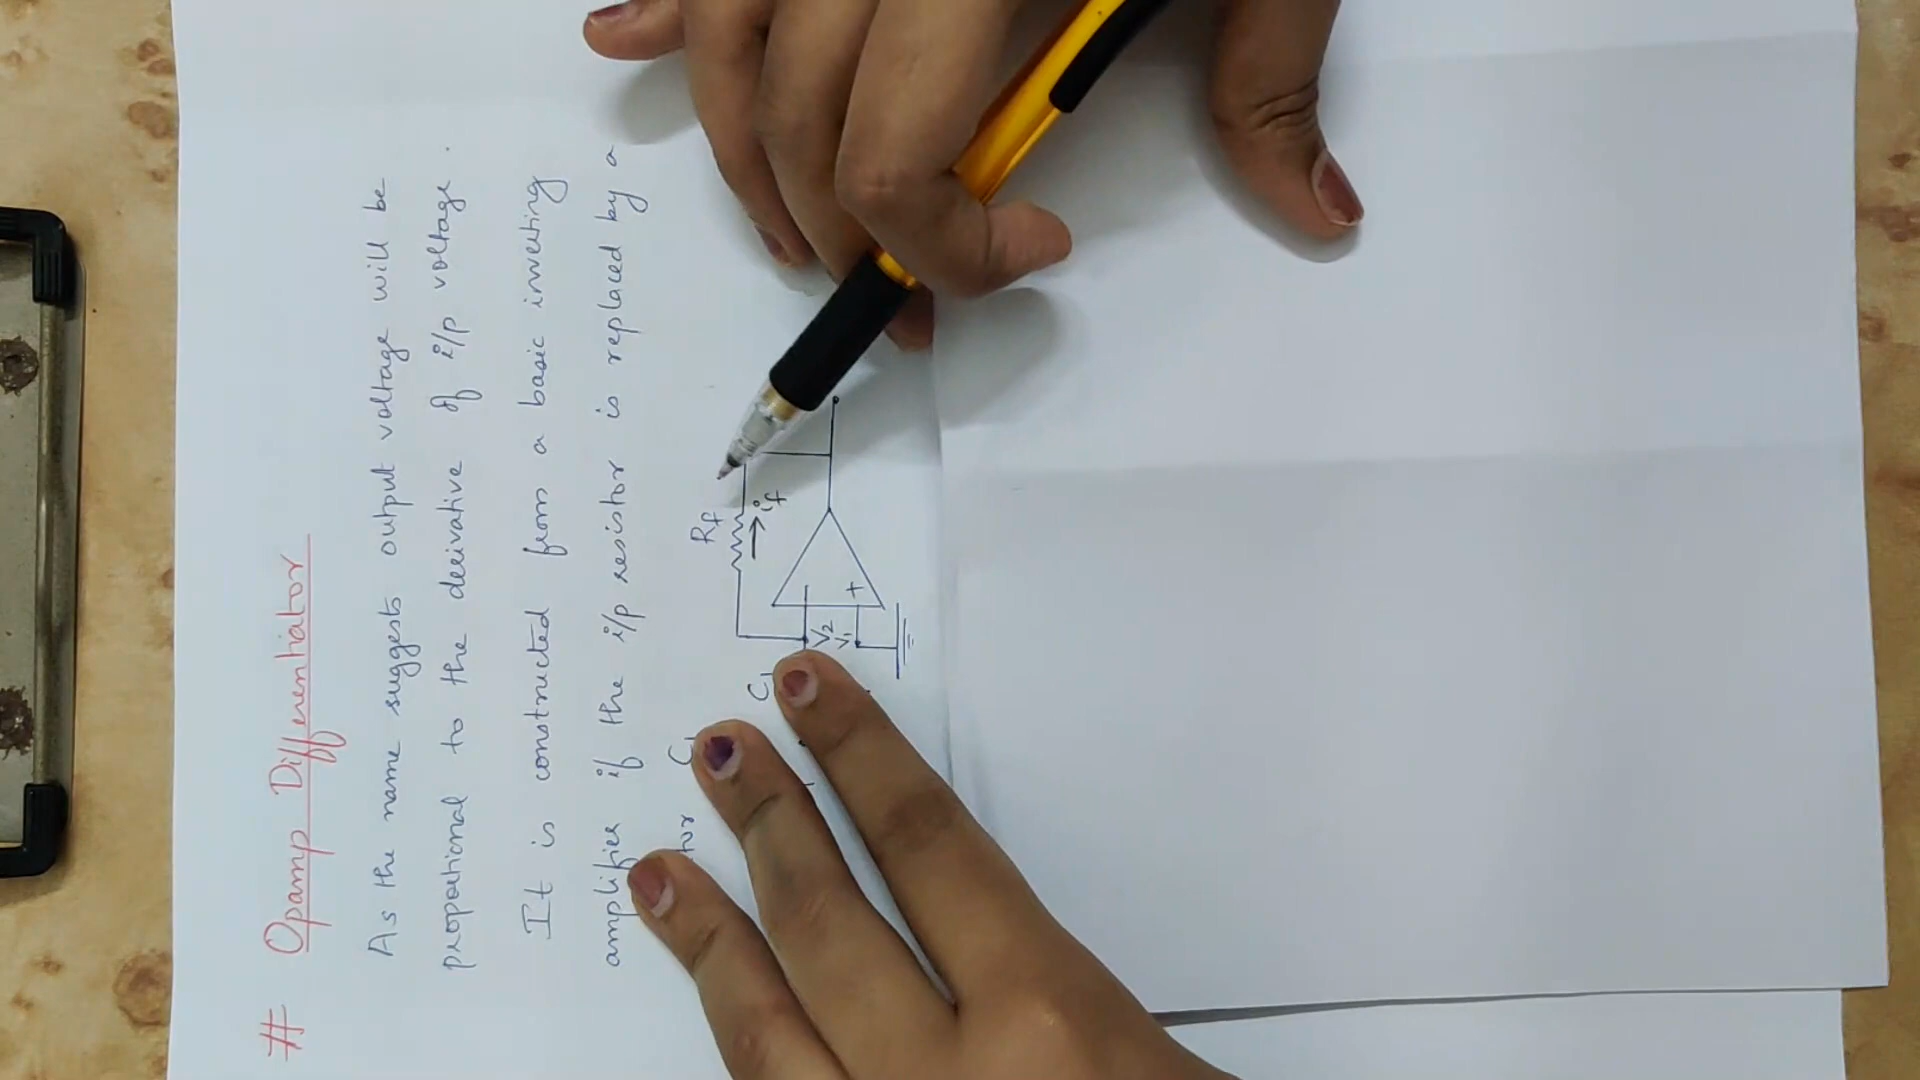 # Opamp Differentiator
As the name suggests output voltage will be
proportional to the derivative of i/p voltage.
It is constructed from a basic inverting
amplifier if the i/p resistor is replaced by a
C1
Rf
if
C1
V2
-
V1
+